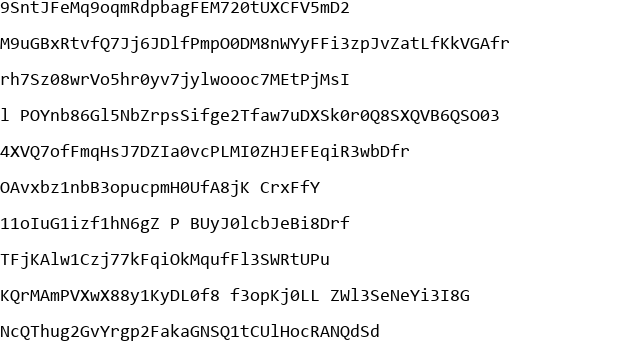 9SntJFeMq9oqmRdpbagFEM720tUXCFV5mD2
M9uGBxRtvfQ7Jj6JDlfPmpO0DM8nWYyFFi3zpJvZatLfKkVGAfr
rh7Sz08wrVo5hr0yv7jylwoooc7MEtPjMsI
l POYnb86Gl5NbZrpsSifge2Tfaw7uDXSk0r0Q8SXQVB6QSO03
4XVQ7ofFmqHsJ7DZIa0vcPLMI0ZHJEFEqiR3wbDfr
OAvxbz1nbB3opucpmH0UfA8jK CrxFfY
11oIuG1izf1hN6gZ P BUyJ0lcbJeBi8Drf
TFjKAlw1Czj77kFqiOkMqufFl3SWRtUPu
KQrMAmPVXwX88y1KyDL0f8 f3opKj0LL ZWl3SeNeYi3I8G
NcQThug2GvYrgp2FakaGNSQ1tCUlHocRANQdSd